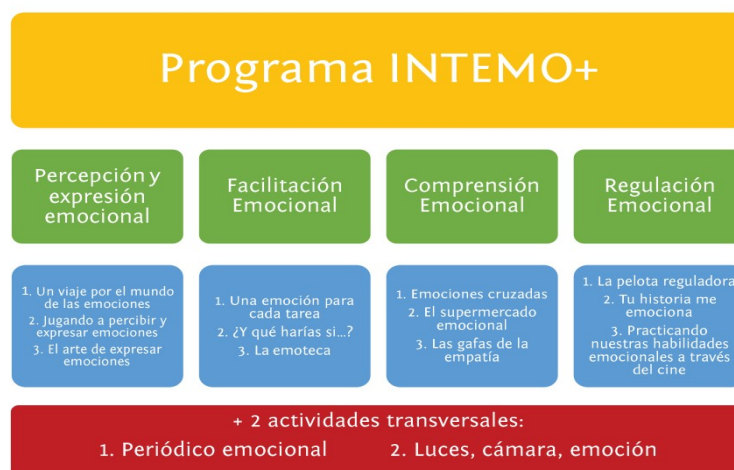 Programa INTEMO+
Percepción y
expresión
emocional
Facilitación
Emocional
Comprensión
Emocional
Regulación
Emocional
1. Un viaje por el mundo
de las emociones
2. Jugando a percibir y
expresar emociones
3. El arte de expresar
emociones
1. Una emoción para
cada tarea
2. ¿Y qué harías si...?
3. La emoteca
1. Emociones cruzadas
2. El supermercado
emocional
3. Las gafas de la
empatía
1. La pelota reguladora
2. Tu historia me
emociona
3. Practicando
nuestras habilidades
emocionales a través
del cine
+ 2 actividades transversales:
1. Periódico emocional 2. Luces, cámara, emoción